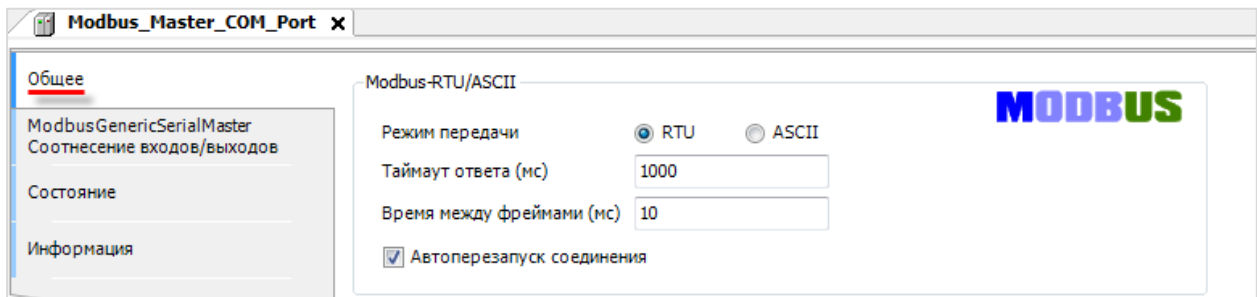 Modbus_Master_COM_Port x
Общее
ModbusGenericSerialMaster
Соотнесение входов/выходов
Состояние
Информация
Modbus-RTU/ASCII
MODBUS
Режим передачи RTU ASCII
Таймаут ответа (мс) 1000
Время между фреймами (мс) 10
Автоперезапуск соединения